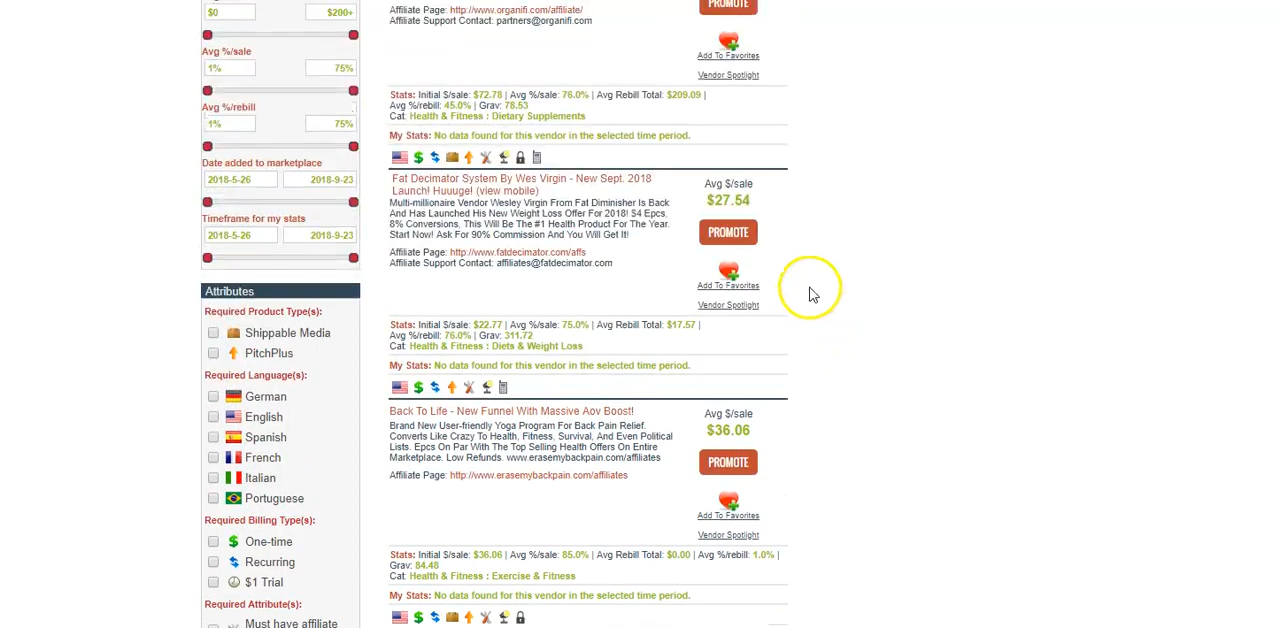 $0 $200+
Avg %/sale
1% 75%
Avg %/rebill
1% 75%
Date added to marketplace
2018-5-26 2018-9-23
Timeframe for my stats
2018-5-26 2018-9-23
Attributes
Required Product Type(s):
Shippable Media
PitchPlus
Required Language(s):
German
English
Spanish
French
Italian
Portuguese
Required Billing Type(s):
One-time
Recurring
$1 Trial
Required Attribute(s):
Must have affiliate
Affiliate Page: http://www.organifi.com/affiliate/
Affiliate Support Contact: partners@organifi.com
PROMOTE
Add To Favorites
Vendor Spotlight
Stats: Initial $/sale: $72.78 | Avg %/sale: 76.0% | Avg Rebill Total: $209.09 |
Avg %/rebill: 45.0% | Grav: 78.53
Cat: Health & Fitness : Dietary Supplements
My Stats: No data found for this vendor in the selected time period.
Fat Decimator System By Wes Virgin - New Sept. 2018
Launch! Huuuge! (view mobile)
Multi-millionaire Vendor Wesley Virgin From Fat Diminisher Is Back
And Has Launched His New Weight Loss Offer For 2018! $4 Epcs.
8% Conversions, This Will Be The #1 Health Product For The Year.
Start Now! Ask For 90% Commission And You Will Get It!
Affiliate Page: http://www.fatdecimator.com/affs
Affiliate Support Contact: affiliates@fatdecimator.com
Avg $/sale
$27.54
PROMOTE
Add To Favorites
Vendor Spotlight
Stats: Initial $/sale: $22.77 | Avg %/sale: 75.0% | Avg Rebill Total: $17.57 |
Avg %/rebill: 76.0% | Grav: 311.72
Cat: Health & Fitness : Diets & Weight Loss
My Stats: No data found for this vendor in the selected time period.
Back To Life - New Funnel With Massive Aov Boost!
Brand New User-friendly Yoga Program For Back Pain Relief.
Converts Like Crazy To Health, Fitness, Survival, And Even Political
Lists. Epcs On Par With The Top Selling Health Offers On Entire
Marketplace. Low Refunds. www.erasemybackpain.com/affiliates
Affiliate Page: http://www.erasemybackpain.com/affiliates
Avg $/sale
$36.06
PROMOTE
Add To Favorites
Vendor Spotlight
Stats: Initial $/sale: $36.06 | Avg %/sale: 85.0% | Avg Rebill Total: $0.00 | Avg %/rebill: 1.0% |
Grav: 84.48
Cat: Health & Fitness : Exercise & Fitness
My Stats: No data found for this vendor in the selected time period.